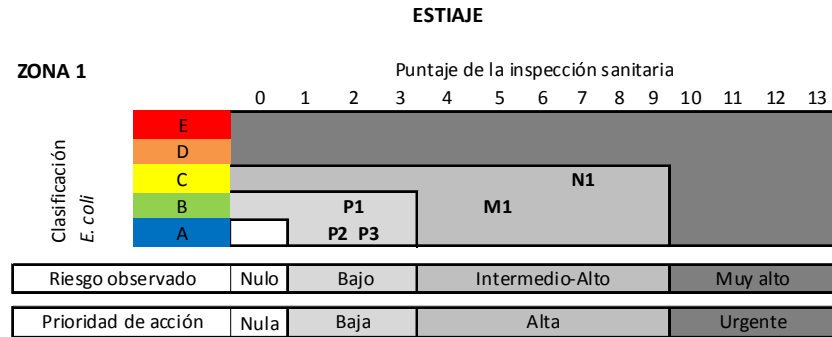 ESTIAJE
ZONA 1
Puntaje de la inspección sanitaria
0 1 2 3 4 5 6 7 8 9 10 11 12 13
Clasificación
E. coli
E
D
C N1
B P1 M1
A P2 P3
Riesgo observado Nulo Bajo Intermedio-Alto Muy alto
Prioridad de acción Nula Baja Alta Urgente